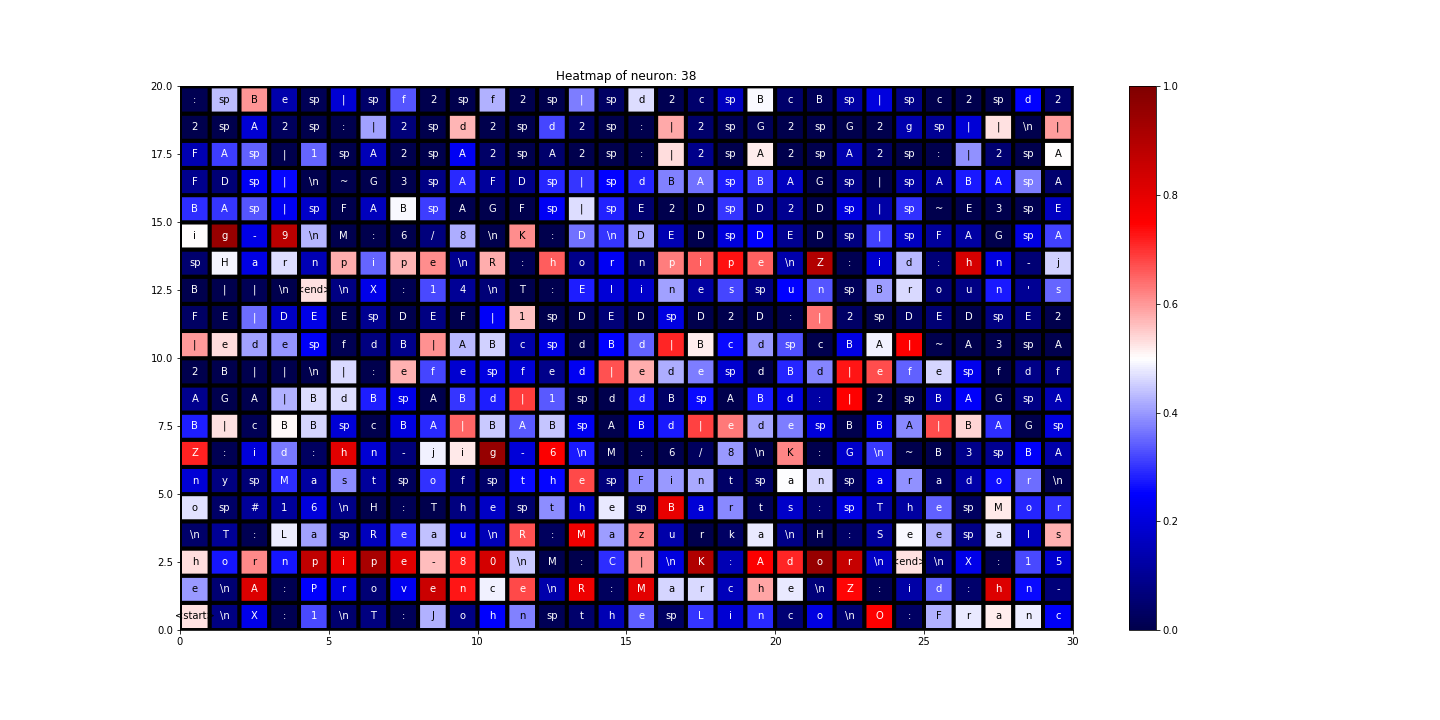 Heatmap of neuron: 38
20.0 : sp B e sp | sp f 2 sp f 2 sp | sp d 2 c sp B c B sp | sp c 2 sp d 2 1.0
2 sp A 2 sp : | 2 sp d 2 sp d 2 sp : | 2 sp G 2 sp G 2 g sp | | \n |
17.5 F A sp | 1 sp A 2 sp A 2 sp A 2 sp : | 2 sp A 2 sp A 2 sp : | 2 sp A
F D sp | \n ~ G 3 sp A F D sp | sp d B A sp B A G sp | sp A B A sp A
0.8
B A sp | sp F A B sp A G F sp | sp E 2 D sp D 2 D sp | sp ~ E 3 sp E
15.0 i g - 9 \n M : 6 / 8 \n K : D \n D E D sp D E D sp | sp F A G sp A
sp H a r n p i p e \n R : h o r n p i p e \n Z : i d : h n - j
12.5 B | | \n <end> \n X : 1 4 \n T : E l i n e s sp u n sp B r o u n ' s
0.6
F E | D E E sp D E F | 1 sp D E D sp D 2 D : | 2 sp D E D sp E 2
10.0 | e d e sp f d B | A B c sp d B d | B c d sp c B A | ~ A 3 sp A
2 B | | \n | : e f e sp f e d | e d e sp d B d | e f e sp f d f
A G A | B d B sp A B d | 1 sp d d B sp A B d : | 2 sp B A G sp A
0.4
7.5 B | c B B sp c B A | B A B sp A B d | e d e sp B B A | B A G sp
Z : i d : h n - j i g - 6 \n M : 6 / 8 \n K : G \n ~ B 3 sp B A
5.0 n y sp M a s t sp o f sp t h e sp F i n t sp a n sp a r a d o r \n
o sp # 1 6 \n H : T h e sp t h e sp B a r t s : sp T h e sp M o r
0.2
\n T : L a sp R e a u \n R : M a z u r k a \n H : S e e sp a l s
2.5 h o r n p i p e - 8 0 \n M : C | \n K : A d o r \n <end> \n X : 1 5
e \n A : P r o v e n c e \n R : M a r c h e \n Z : i d : h n -
0.0 <start \n X : 1 \n T : J o h n sp t h e sp L i n c o \n O : F r a n c 0.0
0 5 10 15 20 25 30